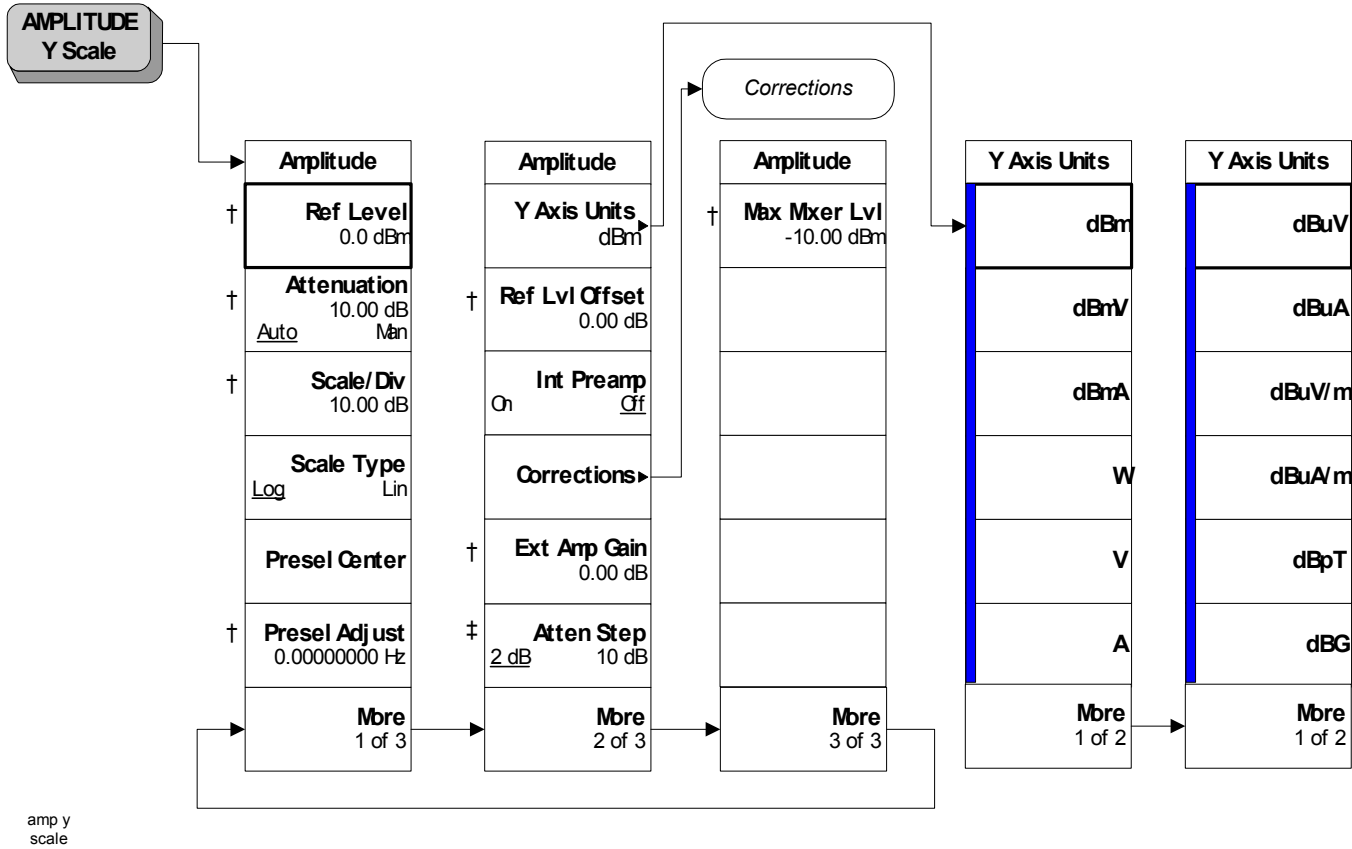 AMPLITUDE
Y Scale
Corrections
Amplitude
† Ref Level
0.0 dBm
† Attenuation
10.00 dB
Auto Man
† Scale/Div
10.00 dB
Scale Type
Log Lin
Presel Center
† Presel Adjust
0.00000000 Hz
More
1 of 3
Amplitude
Y Axis Units
dBm
† Ref Lvl Offset
0.00 dB
Int Preamp
On Off
Corrections
† Ext Amp Gain
0.00 dB
‡ Atten Step
2 dB 10 dB
More
2 of 3
Amplitude
† Max Mxer Lvl
-10.00 dBm
More
3 of 3
Y Axis Units
dBm
dBmV
dBmA
W
V
A
More
1 of 2
Y Axis Units
dBuV
dBuA
dBuV/m
dBuA/m
dBpT
dBG
More
1 of 2
amp y
scale